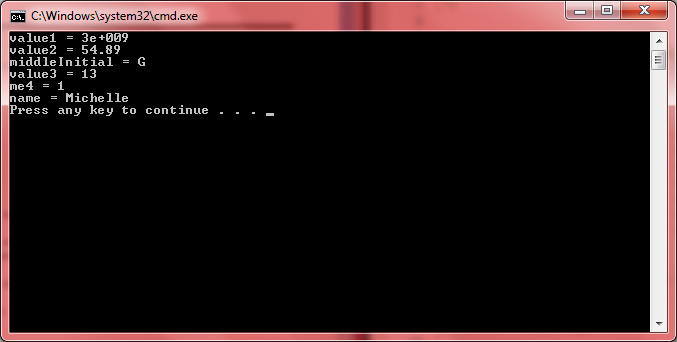 C:\Windows\system32\cmd.exe
value1 = 3e+009
value2 = 54.89
middleInitial = G
value3 = 13
me4 = 1
name = Michelle
Press any key to continue . . .